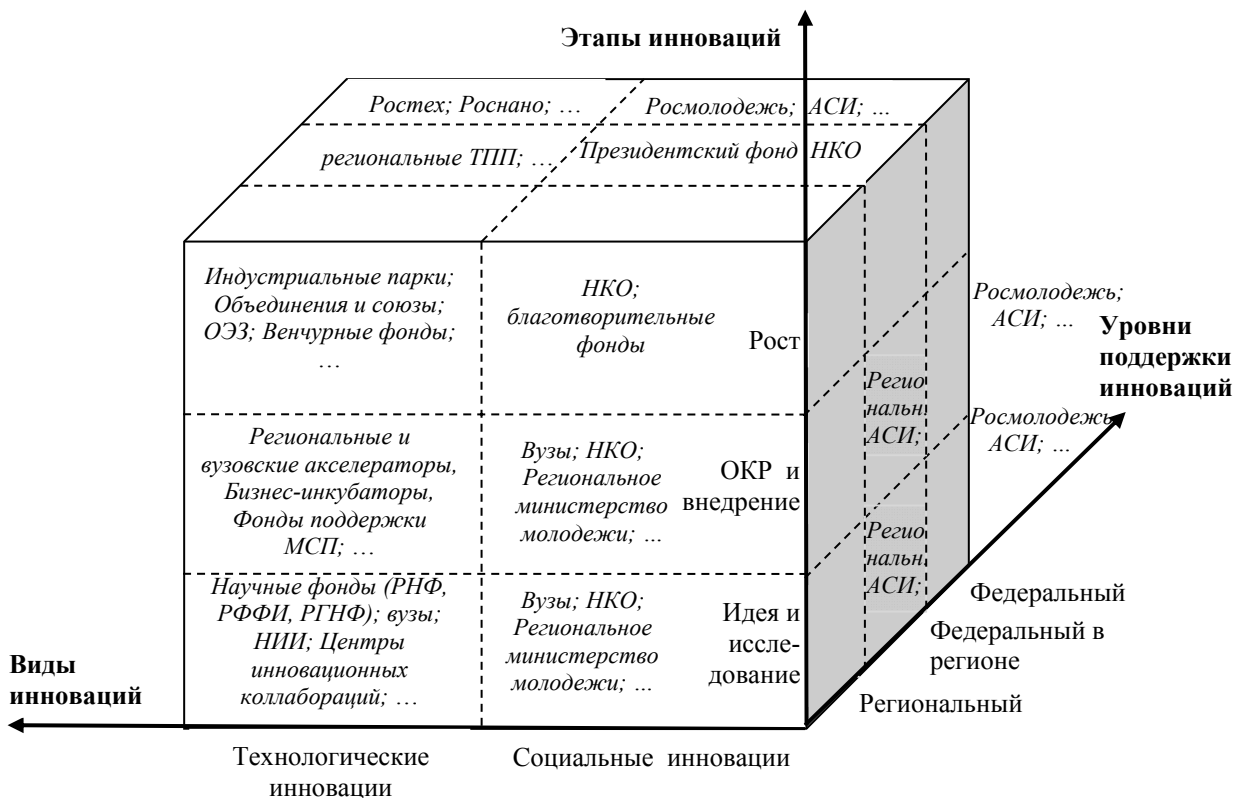 Этапы инноваций
Ростех; Роснано; …
Росмолодежь; АСИ; …
региональные ТПП; …
Президентский фонд НКО
Индустриальные парки;
Объединения и союзы;
ОЭЗ; Венчурные фонды;
…
НКО;
благотворительные
фонды
Рост
Росмолодежь;
АСИ; …
Уровни
поддержки
инноваций
Регио
нальн.
АСИ;
Региональные и
вузовские акселераторы,
Бизнес-инкубаторы,
Фонды поддержки
МСП; …
Вузы; НКО;
Региональное
министерство
молодежи; ...
ОКР и
внедрение
Росмолодежь;
АСИ; …
Регио
нальн.
АСИ;
Научные фонды (РНФ,
РФФИ, РГНФ); вузы;
НИИ; Центры
инновационных
коллабораций; …
Вузы; НКО;
Региональное
министерство
молодежи; …
Идея и
иссле-
дование
Федеральный
Федеральный в
регионе
Региональный
Виды
инноваций
Технологические
инновации
Социальные инновации